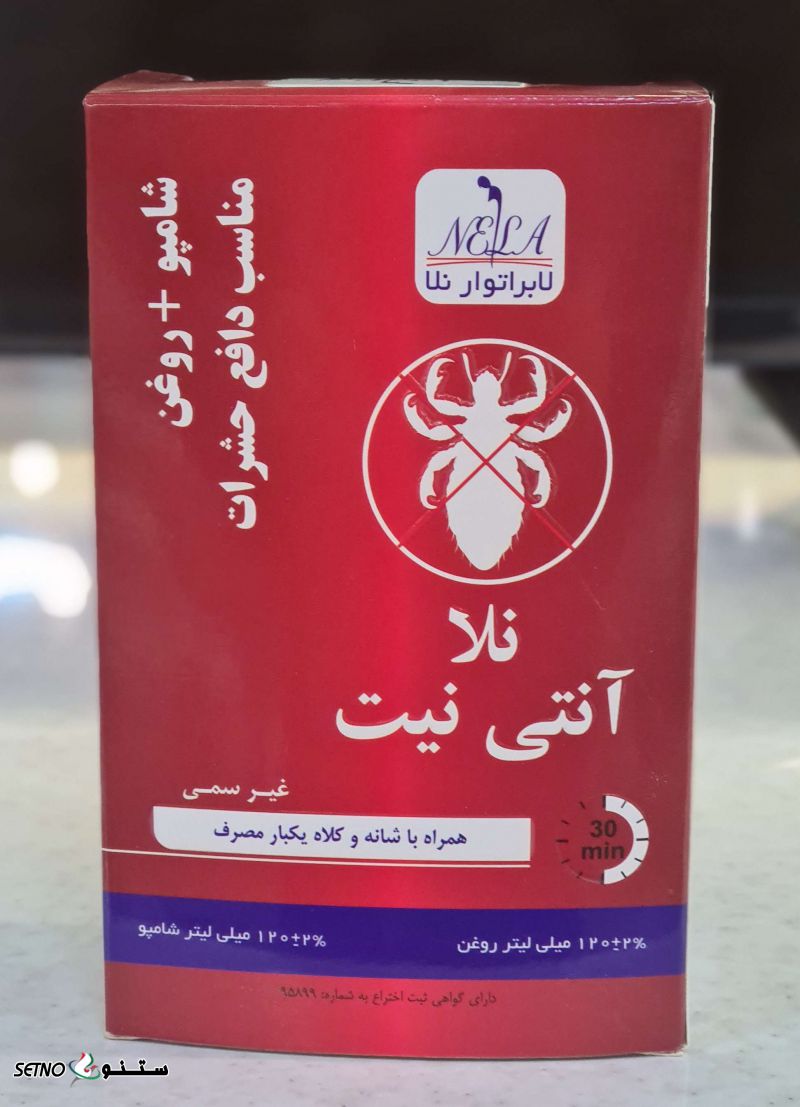 NELA
لابراتوار نلا
شامپو + روغن
مناسب دافع حشرات
نلا
آنتی نیت
غیر سمی
همراه با شانه و کلاه یکبار مصرف
30
min
۱۲۰±۲% میلی لیتر روغن
۱۲۰±۲% میلی لیتر شامپو
دارای گواهی ثبت اختراع به شماره: ۹۵۸۹۹
SETNO ستنو